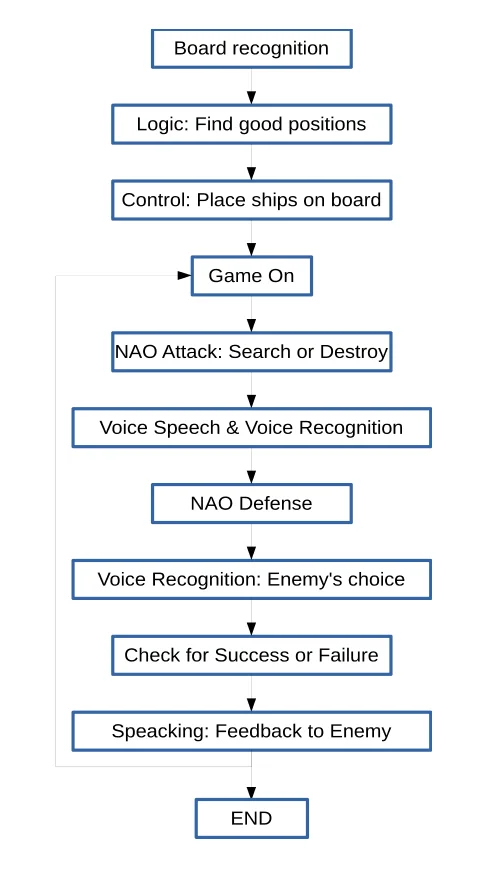 Board recognition
Logic: Find good positions
Control: Place ships on board
Game On
NAO Attack: Search or Destroy
Voice Speech & Voice Recognition
NAO Defense
Voice Recognition: Enemy's choice
Check for Success or Failure
Speacking: Feedback to Enemy
END